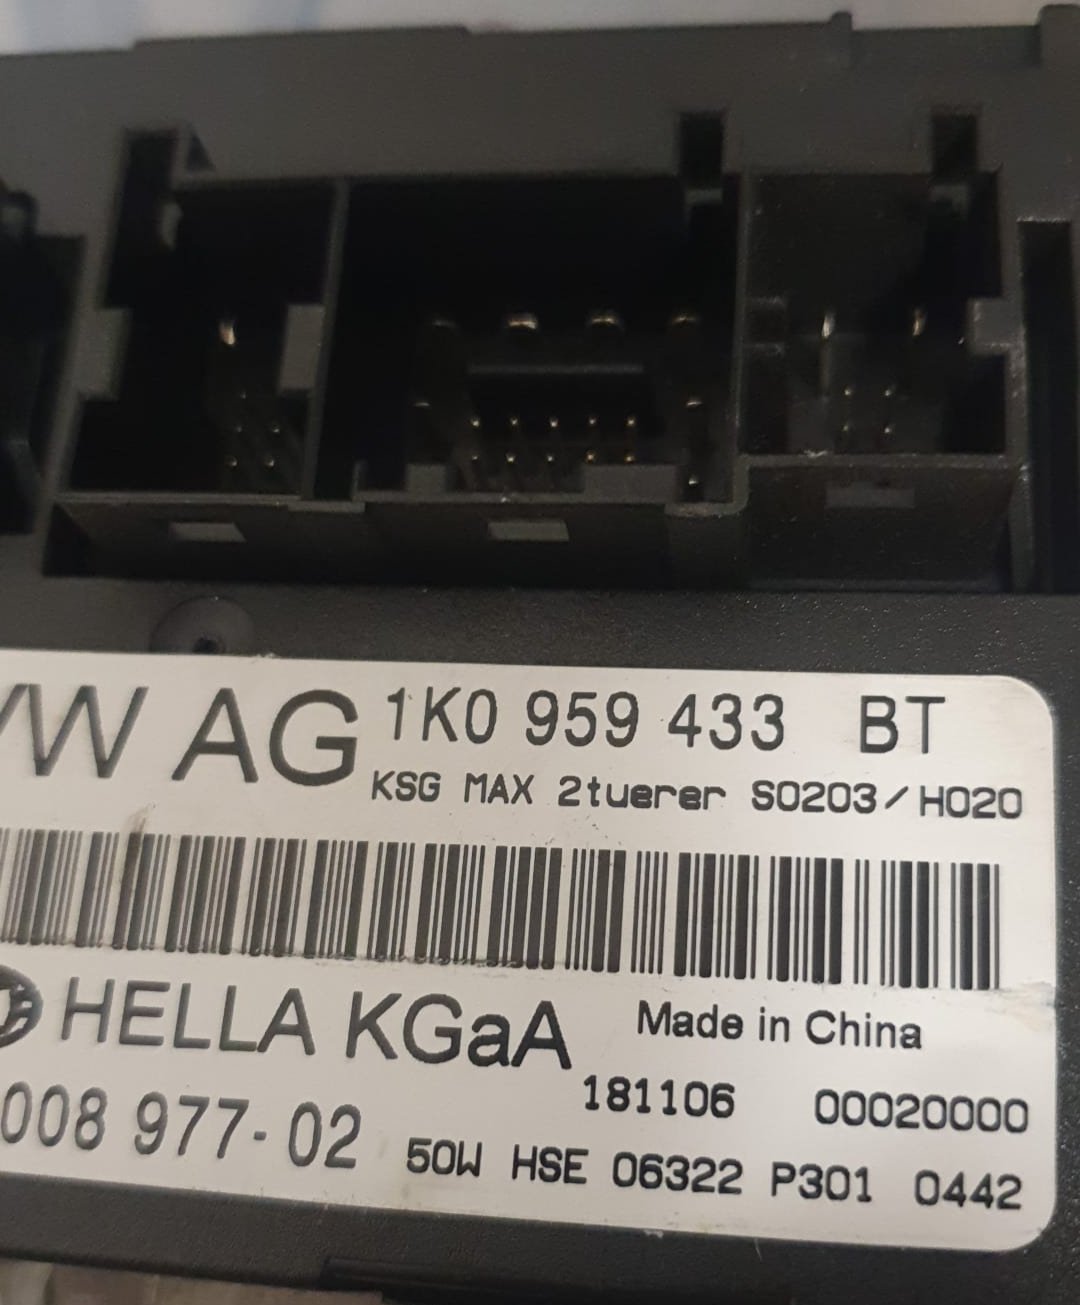 VW AG 1K0 959 433 BT
KSG MAX 2tuerer S0203/H020
HELLA KGaA Made in China
181106 00020000
008 977-02 50W HSE 06322 P301 0442